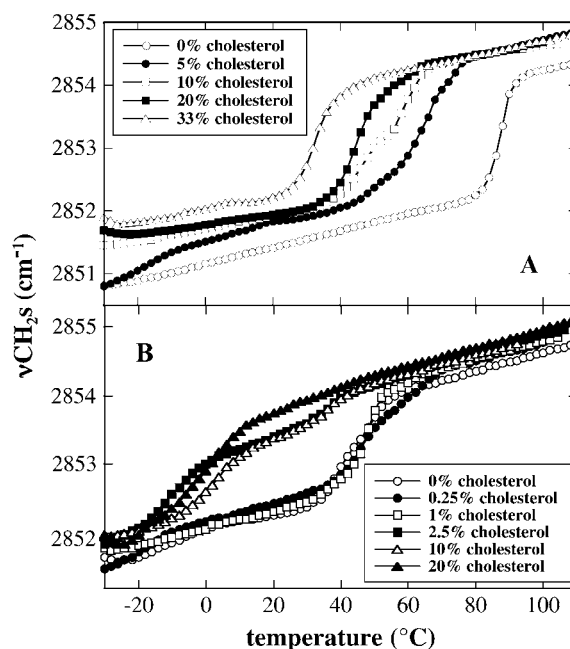 2855
2854
2853
2852
2851
0% cholesterol
5% cholesterol
10% cholesterol
20% cholesterol
33% cholesterol
A
νCH2s (cm⁻¹)
2855
2854
2853
2852
B
0% cholesterol
0.25% cholesterol
1% cholesterol
2.5% cholesterol
10% cholesterol
20% cholesterol
-20 0 20 40 60 80 100
temperature (°C)